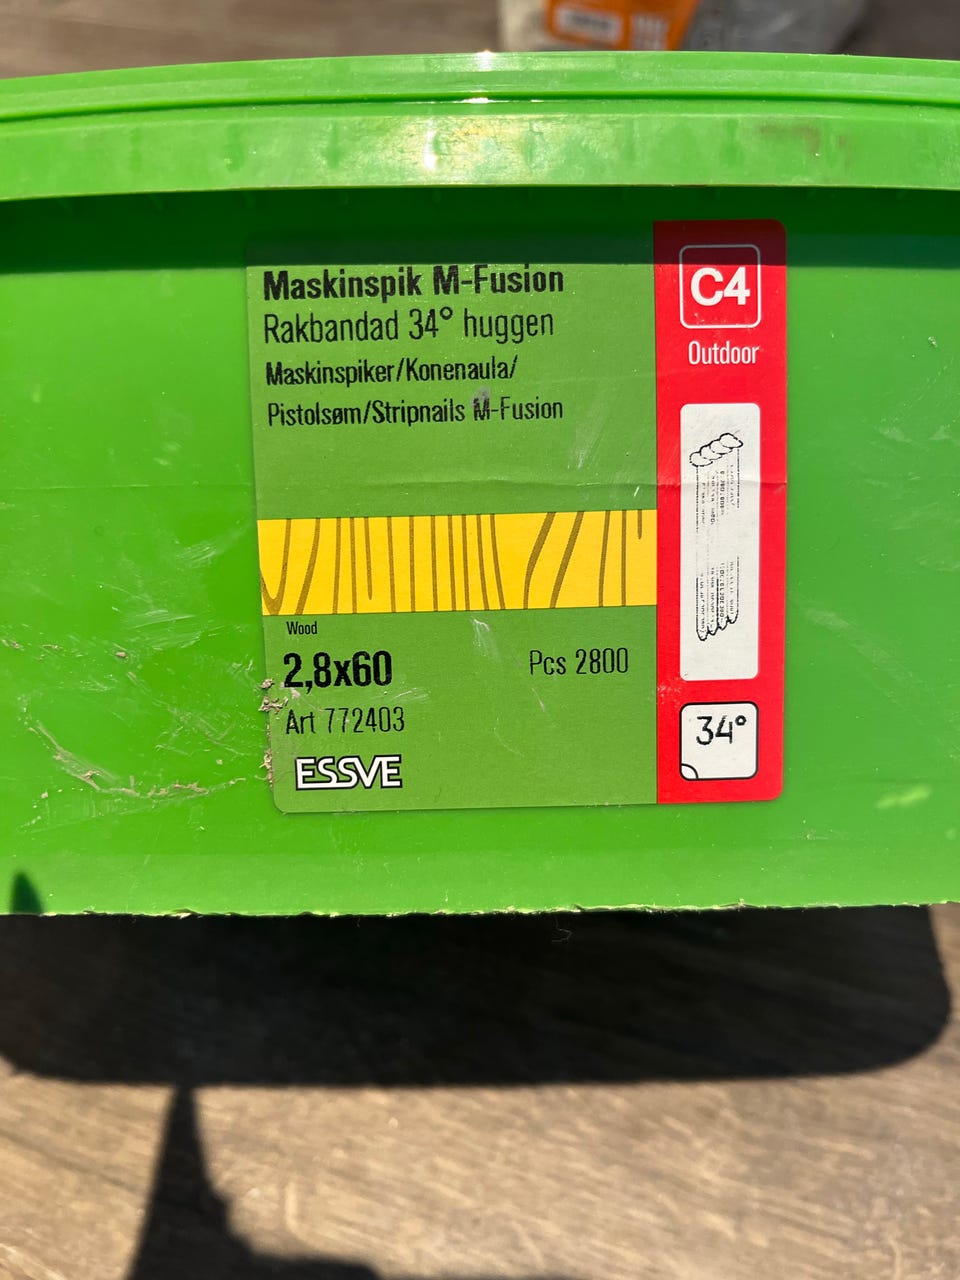 Maskinspik M-Fusion
Rakbandad 34° huggen
Maskinspiker/Konenaula/
Pistolsøm/Stripnails M-Fusion
C4
Outdoor
Wood
2,8x60
Pcs 2800
Art 772403
ESSVE
34°